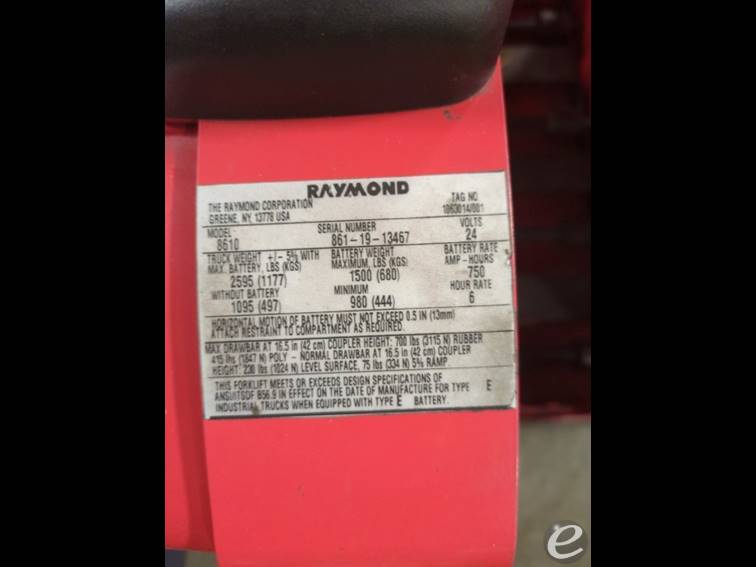 RAYMOND
THE RAYMOND CORPORATION TAG NO
GREENE, NY, 13778 USA 1063014/001
MODEL SERIAL NUMBER VOLTS
8610 861-19-13467 24
TRUCK WEIGHT +/- 5% WITH BATTERY WEIGHT BATTERY RATE
MAX. BATTERY, LBS (KGS) MAXIMUM, LBS (KGS) AMP-HOURS
2595 (1177) 1500 (680) 750
WITHOUT BATTERY MINIMUM HOUR RATE
1095 (497) 980 (444) 6
HORIZONTAL MOTION OF BATTERY MUST NOT EXCEED 0.5 IN (13mm)
ATTACH RESTRAINT TO COMPARTMENT AS REQUIRED.
MAX DRAWBAR AT 16.5 in (42 cm) COUPLER HEIGHT: 700 lbs (3115 N) RUBBER
415 lbs (1847 N) POLY - NORMAL DRAWBAR AT 16.5 in (42 cm) COUPLER
HEIGHT: 230 lbs (1024 N) LEVEL SURFACE, 75 lbs (334 N) 5% RAMP
THIS FORKLIFT MEETS OR EXCEEDS DESIGN SPECIFICATIONS OF
ANSI/ITSDF B56.9 IN EFFECT ON THE DATE OF MANUFACTURE FOR TYPE E
INDUSTRIAL TRUCKS WHEN EQUIPPED WITH TYPE E BATTERY.
e